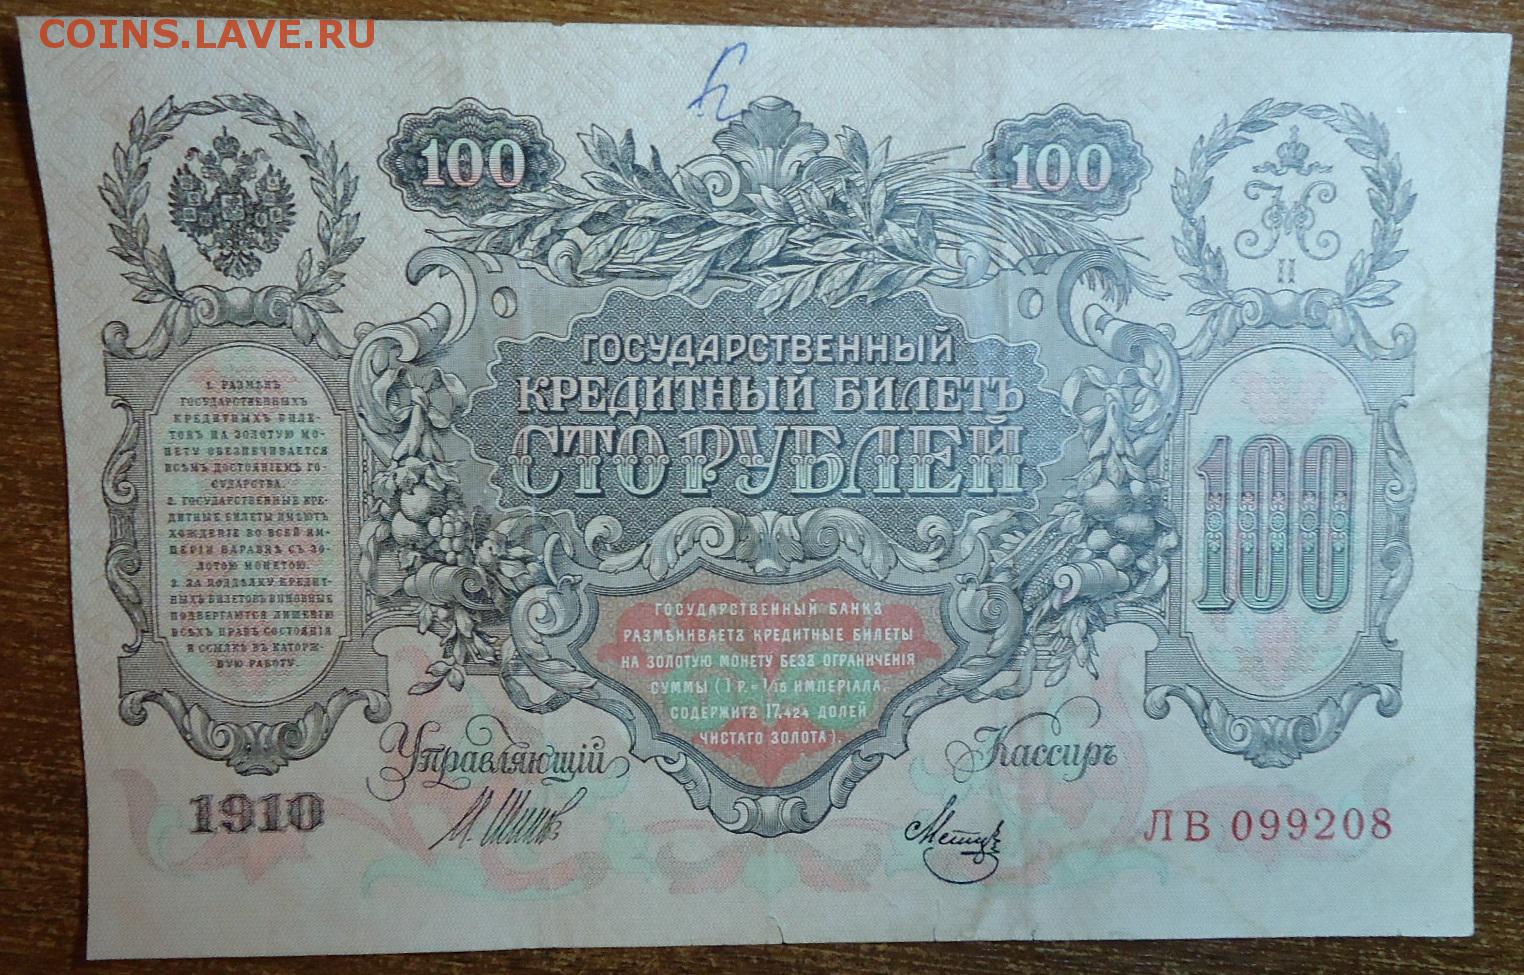 COINS.LAVE.RU
100
100
II
ГОСУДАРСТВЕННЫЙ
КРЕДИТНЫЙ БИЛЕТЪ
СТО РУБЛЕЙ
1. РАЗМѢНЪ
ГОСУДАРСТВЕННЫХЪ
КРЕДИТНЫХЪ БИЛЕ-
ТОВЪ НА ЗОЛОТУЮ МО-
НЕТУ ОБЕЗПЕЧИВАЕТСЯ
ВСѢМЪ ДОСТОЯНІЕМЪ ГО-
СУДАРСТВА.
2. ГОСУДАРСТВЕННЫЕ КРЕ-
ДИТНЫЕ БИЛЕТЫ ИМѢЮТЪ
ХОЖДЕНІЕ ВО ВСЕЙ ИМ-
ПЕРІИ НАРАВНѢ СЪ ЗО-
ЛОТОЮ МОНЕТОЮ.
3. ЗА ПОДДѢЛКУ КРЕДИТ-
НЫХЪ БИЛЕТОВЪ ВИНОВНЫЕ
ПОДВЕРГАЮТСЯ ЛИШЕНІЮ
ВСѢХЪ ПРАВЪ СОСТОЯНІЯ
И ССЫЛКѢ ВЪ КАТОРЖ-
НУЮ РАБОТУ.
100
ГОСУДАРСТВЕННЫЙ БАНКЪ
РАЗМѢНИВАЕТЪ КРЕДИТНЫЕ БИЛЕТЫ
НА ЗОЛОТУЮ МОНЕТУ БЕЗЪ ОГРАНИЧЕНІЯ
СУММЫ (1 Р. = 1/15 ИМПЕРІАЛА,
СОДЕРЖИТЪ 17,424 ДОЛЕЙ
ЧИСТАГО ЗОЛОТА).
Управляющій
Кассиръ
1910
ЛВ 099208